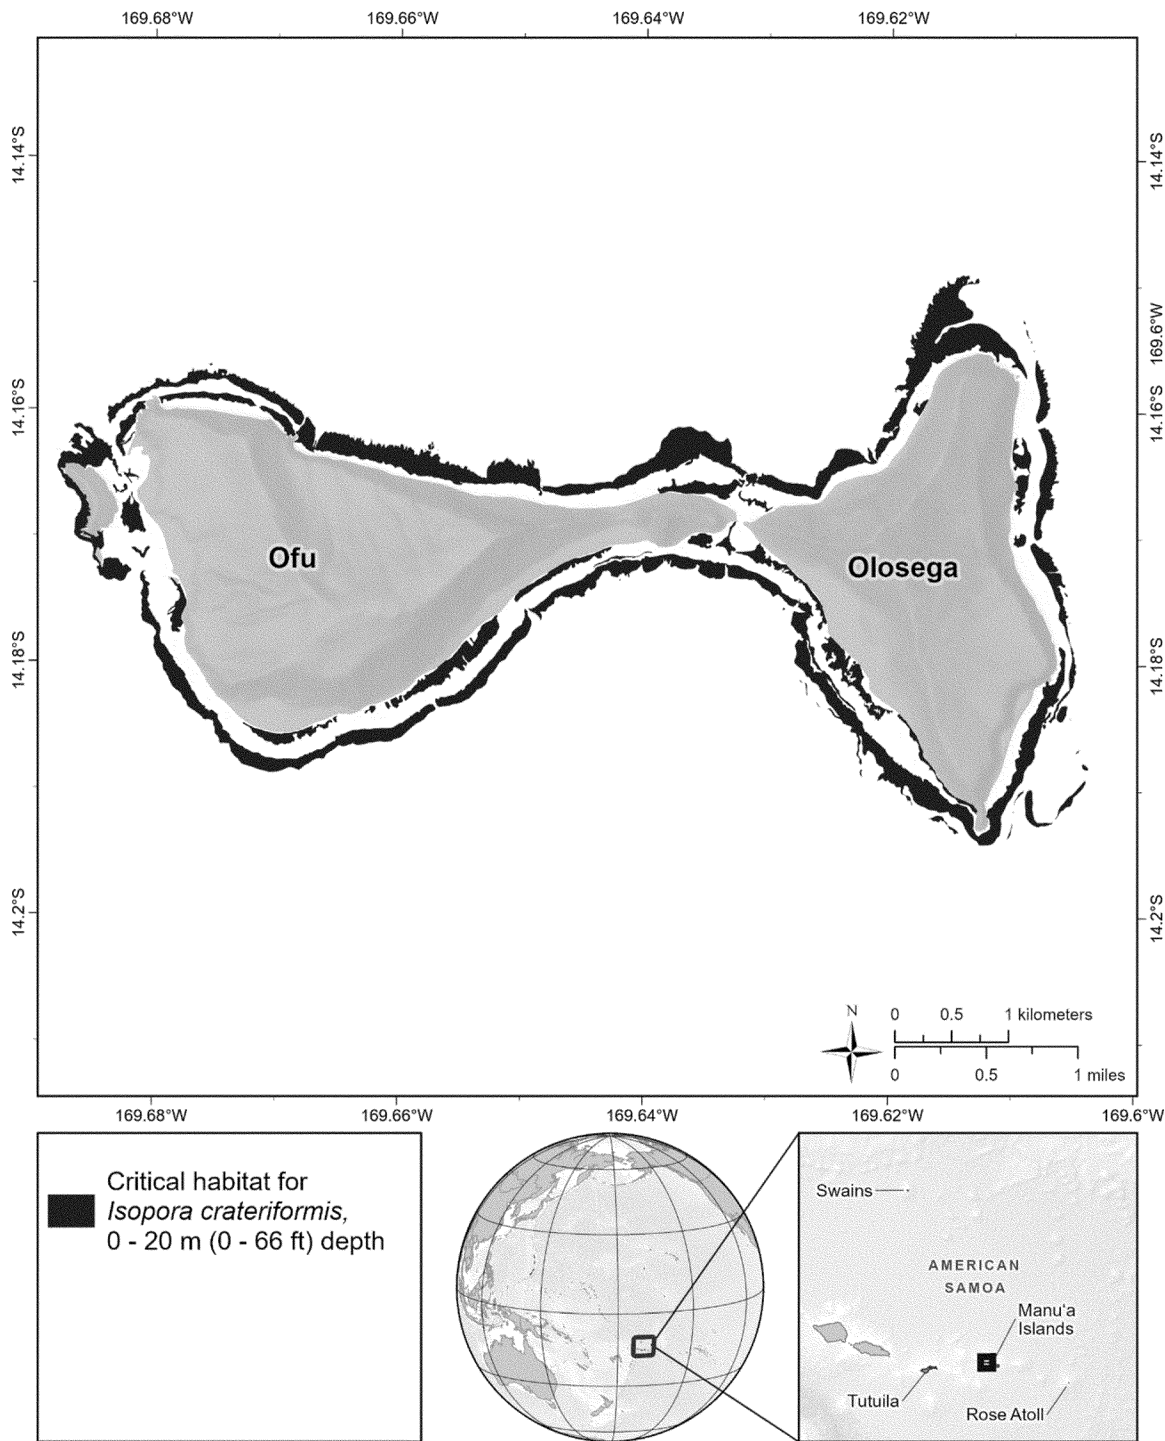 169.68°W 169.66°W 169.64°W 169.62°W
14.14°S
14.14°S
169.6°W
14.16°S
14.16°S
Ofu
Olosega
14.18°S
14.18°S
14.2°S
14.2°S
N
0 0.5 1 kilometers
0 0.5 1 miles
169.68°W 169.66°W 169.64°W 169.62°W 169.6°W
Critical habitat for
Isopora crateriformis,
0 - 20 m (0 - 66 ft) depth
Swains
AMERICAN
SAMOA
Manu‘a
Islands
Tutuila
Rose Atoll